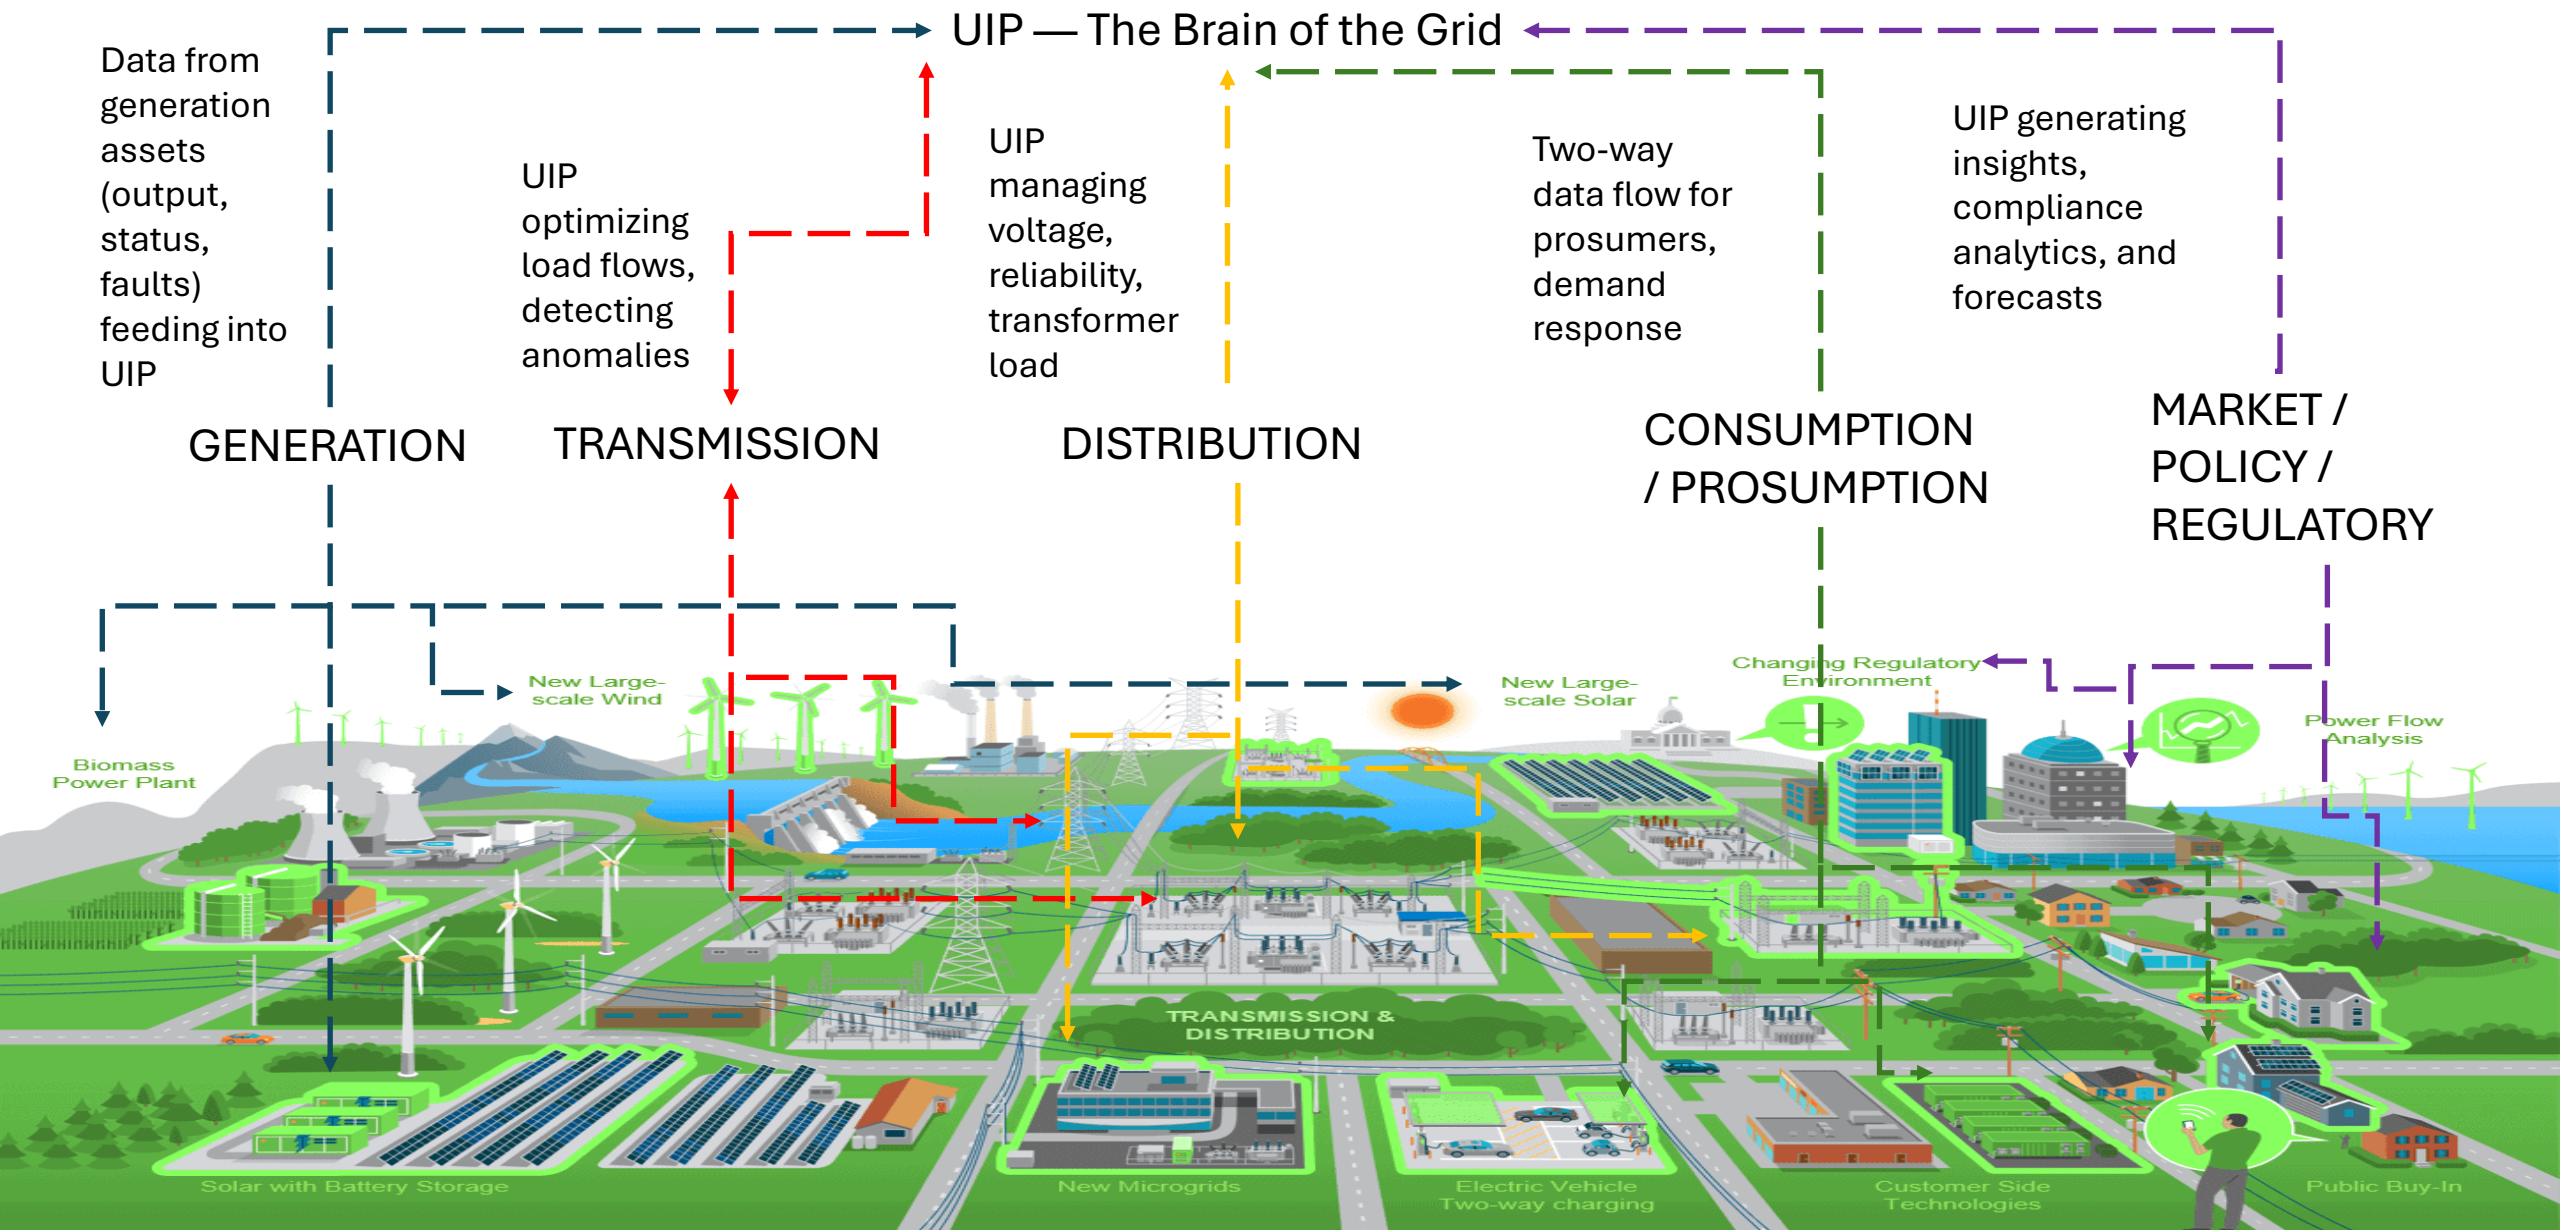 UIP — The Brain of the Grid
Data from
generation
assets
(output,
status,
faults)
feeding into
UIP
UIP
optimizing
load flows,
detecting
anomalies
UIP
managing
voltage,
reliability,
transformer
load
Two-way
data flow for
prosumers,
demand
response
UIP generating
insights,
compliance
analytics, and
forecasts
GENERATION
TRANSMISSION
DISTRIBUTION
CONSUMPTION
/ PROSUMPTION
MARKET /
POLICY /
REGULATORY
Biomass
Power Plant
New Large-
scale Wind
New Large-
scale Solar
Changing Regulatory
Environment
Power Flow
Analysis
TRANSMISSION &
DISTRIBUTION
Solar with Battery Storage
New Microgrids
Electric Vehicle
Two-way charging
Customer Side
Technologies
Public Buy-In